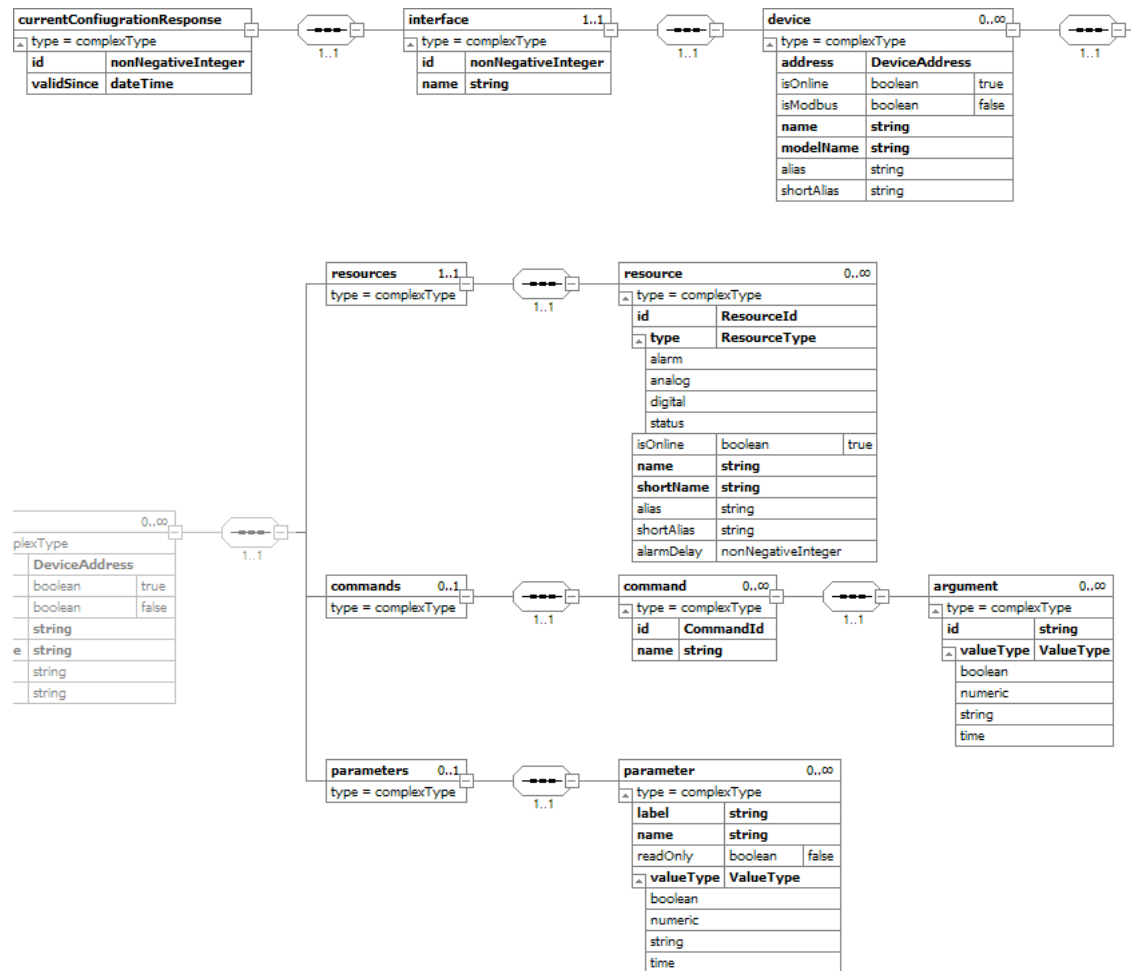 currentConfiugrationResponse
type = complexType
id nonNegativeInteger
validSince dateTime
1..1
interface 1..1
type = complexType
id nonNegativeInteger
name string
1..1
device 0..∞
type = complexType
address DeviceAddress
isOnline boolean true
isModbus boolean false
name string
modelName string
alias string
shortAlias string
1..1
0..∞
plexType
DeviceAddress
boolean true
boolean false
string
e string
string
string
1..1
resources 1..1
type = complexType
1..1
resource 0..∞
type = complexType
id ResourceId
type ResourceType
alarm
analog
digital
status
isOnline boolean true
name string
shortName string
alias string
shortAlias string
alarmDelay nonNegativeInteger
commands 0..1
type = complexType
1..1
command 0..∞
type = complexType
id CommandId
name string
1..1
argument 0..∞
type = complexType
id string
valueType ValueType
boolean
numeric
string
time
parameters 0..1
type = complexType
1..1
parameter 0..∞
type = complexType
label string
name string
readOnly boolean false
valueType ValueType
boolean
numeric
string
time